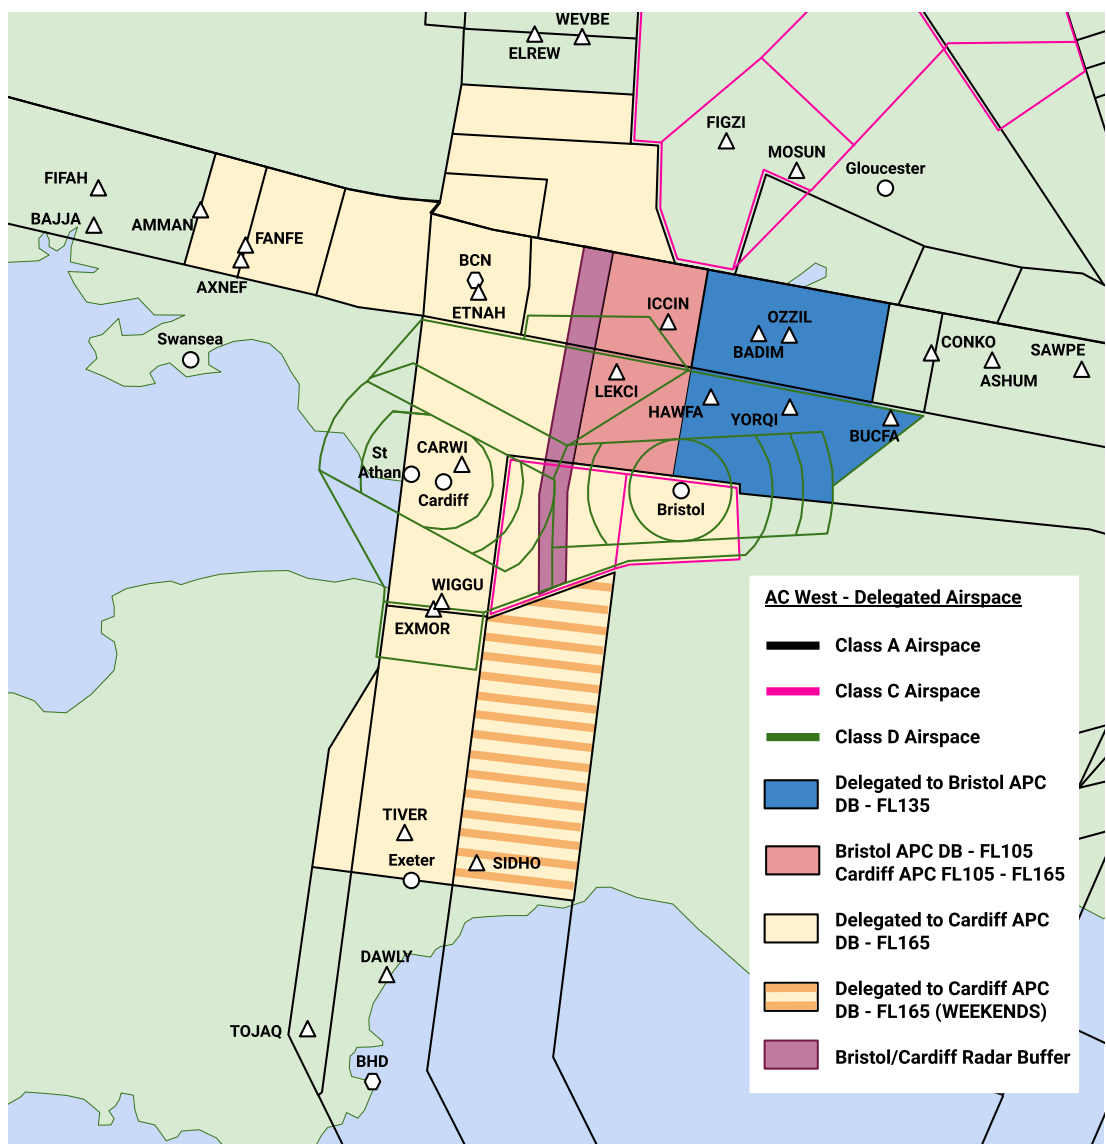 WEVBE
ELREW
FIGZI
MOSUN
Gloucester
FIFAH
BAJJA
AMMAN
FANFE
AXNEF
BCN
ETNAH
ICCIN
OZZIL
BADIM
CONKO
SAWPE
ASHUM
Swansea
LEKCI
HAWFA
YORQI
BUCFA
CARWI
St
Athan
Cardiff
Bristol
WIGGU
EXMOR
TIVER
Exeter
SIDHO
DAWLY
TOJAQ
BHD
AC West - Delegated Airspace
Class A Airspace
Class C Airspace
Class D Airspace
Delegated to Bristol APC
DB - FL135
Bristol APC DB - FL105
Cardiff APC FL105 - FL165
Delegated to Cardiff APC
DB - FL165
Delegated to Cardiff APC
DB - FL165 (WEEKENDS)
Bristol/Cardiff Radar Buffer